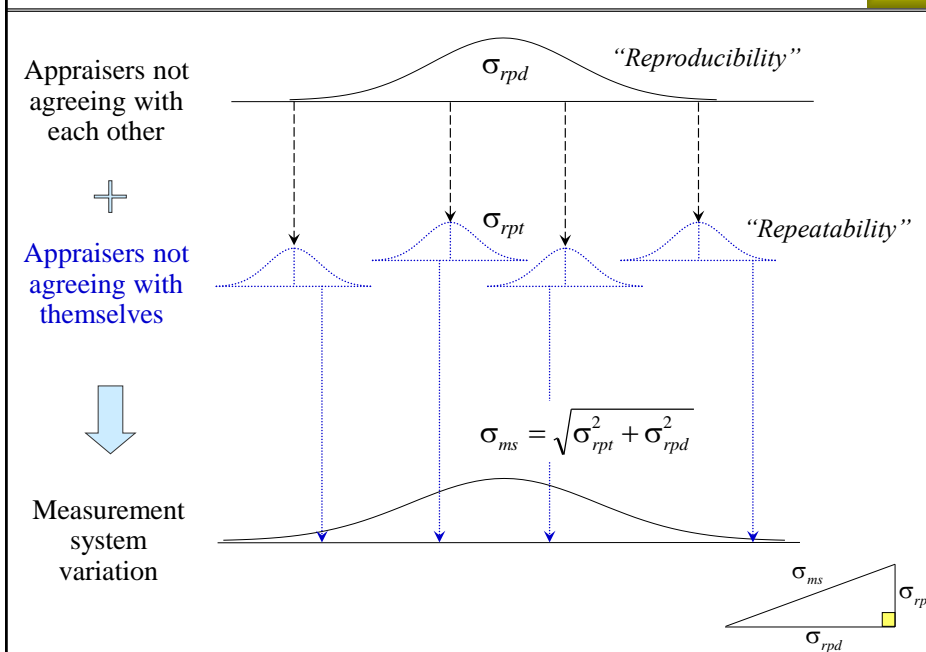 Appraisers not
agreeing with
each other
σrpd
“Reproducibility”
Appraisers not
agreeing with
themselves
σrpt
“Repeatability”
σms = √σ²rpt + σ²rpd
Measurement
system
variation
σms
σrp
σrpd